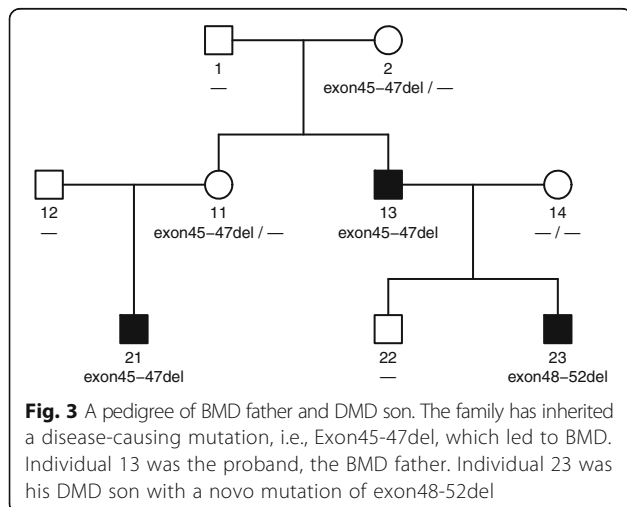 1 2
— exon45–47del / —
12 11 13 14
— exon45–47del / — exon45–47del — / —
21 22 23
exon45–47del — exon48–52del
Fig. 3 A pedigree of BMD father and DMD son. The family has inherited
a disease-causing mutation, i.e., Exon45-47del, which led to BMD.
Individual 13 was the proband, the BMD father. Individual 23 was
his DMD son with a novo mutation of exon48-52del